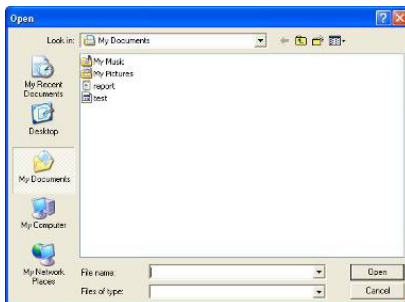 Open
Look in:
My Documents
My Music
My Pictures
report
test
My Recent
Documents
Desktop
My Documents
My Computer
My Network
Places
File name:
Open
Files of type:
Cancel